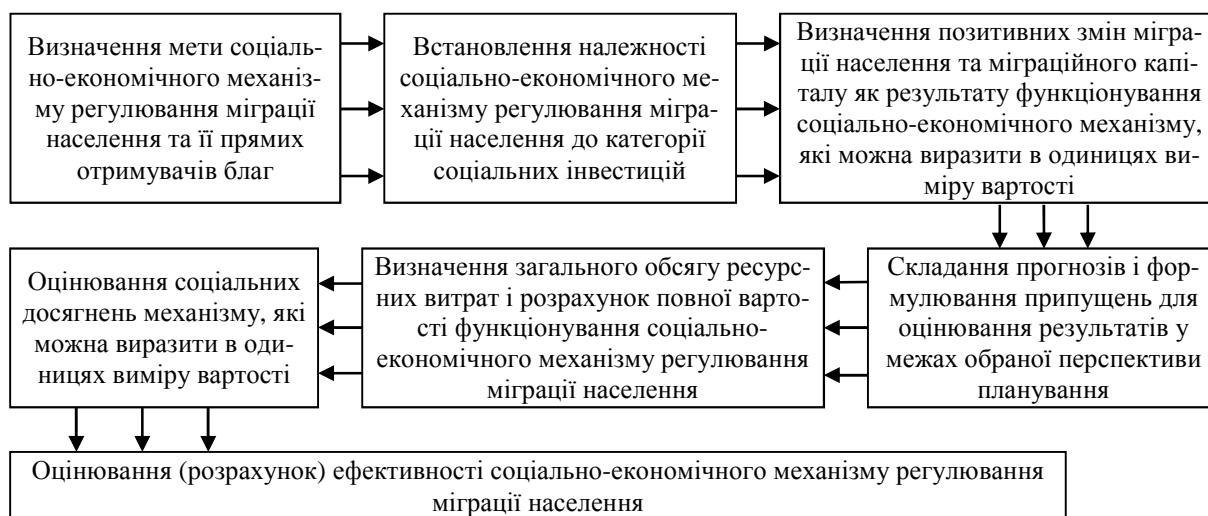 Визначення мети соціаль-
но-економічного механіз-
му регулювання міграції
населення та її прямих
отримувачів благ
Встановлення належності
соціально-економічного ме-
ханізму регулювання мігра-
ції населення до категорії
соціальних інвестицій
Визначення позитивних змін мігра-
ції населення та міграційного капі-
талу як результату функціонування
соціально-економічного механізму,
які можна виразити в одиницях ви-
міру вартості
Складання прогнозів і фор-
мулювання припущень для
оцінювання результатів у
межах обраної перспективи
планування
Визначення загального обсягу ресурс-
них витрат і розрахунок повної варто-
сті функціонування соціально-
економічного механізму регулювання
міграції населення
Оцінювання соціальних
досягнень механізму, які
можна виразити в оди-
ницях виміру вартості
Оцінювання (розрахунок) ефективності соціально-економічного механізму регулювання
міграції населення